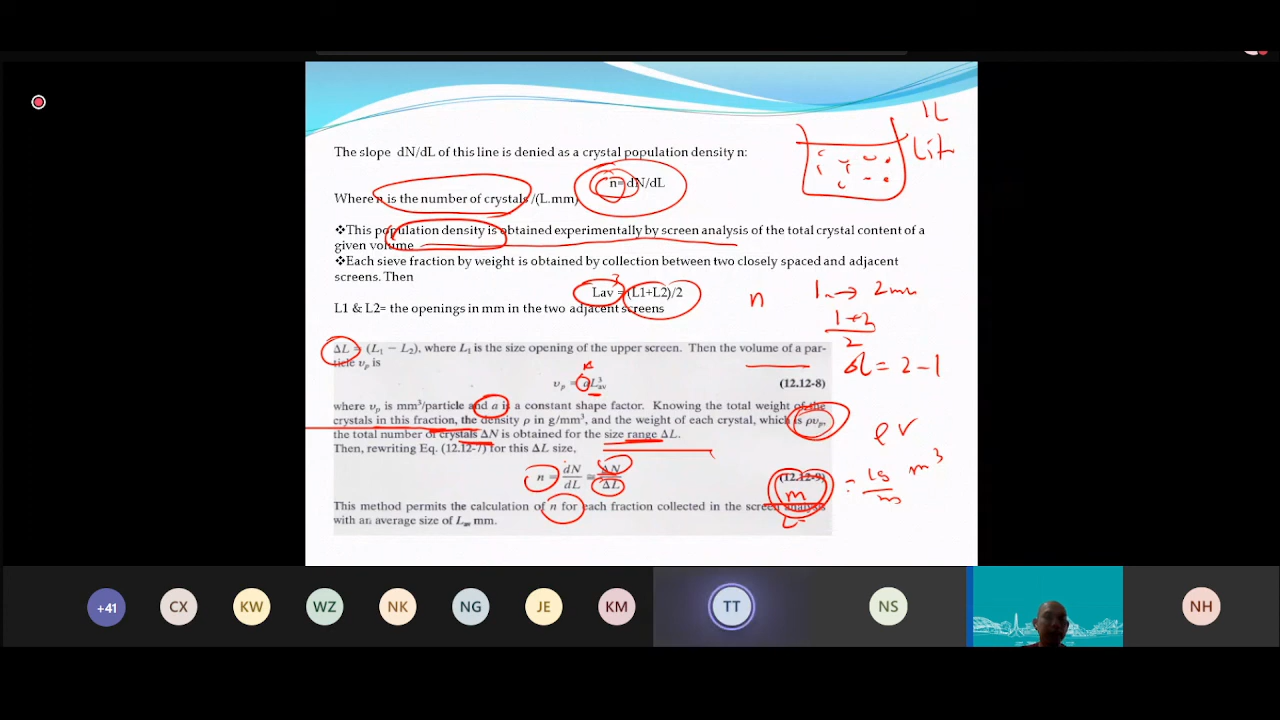 The slope dN/dL of this line is denied as a crystal population density n:
n= dN/dL
Where n is the number of crystals /(L.mm)
❖This population density is obtained experimentally by screen analysis of the total crystal content of a
given volume
❖Each sieve fraction by weight is obtained by collection between two closely spaced and adjacent
screens. Then
Lav = (L1+L2)/2
L1 & L2= the openings in mm in the two adjacent screens
ΔL = (L₁ − L₂), where L₁ is the size opening of the upper screen. Then the volume of a par-
ticle vₚ is
vₚ = aL³av
(12.12-8)
where vₚ is mm³/particle and a is a constant shape factor. Knowing the total weight of the
crystals in this fraction, the density ρ in g/mm³, and the weight of each crystal, which is ρvₚ,
the total number of crystals ΔN is obtained for the size range ΔL.
Then, rewriting Eq. (12.12-7) for this ΔL size,
n = dN/dL ≅ ΔN/ΔL
(12.12-9)
This method permits the calculation of n for each fraction collected in the screen analysis
with an average size of Lav mm.
1L
n
2
ΔL = 2-1
ρ v
m
m³
+41
CX
KW
WZ
NK
NG
JE
KM
TT
NS
NH